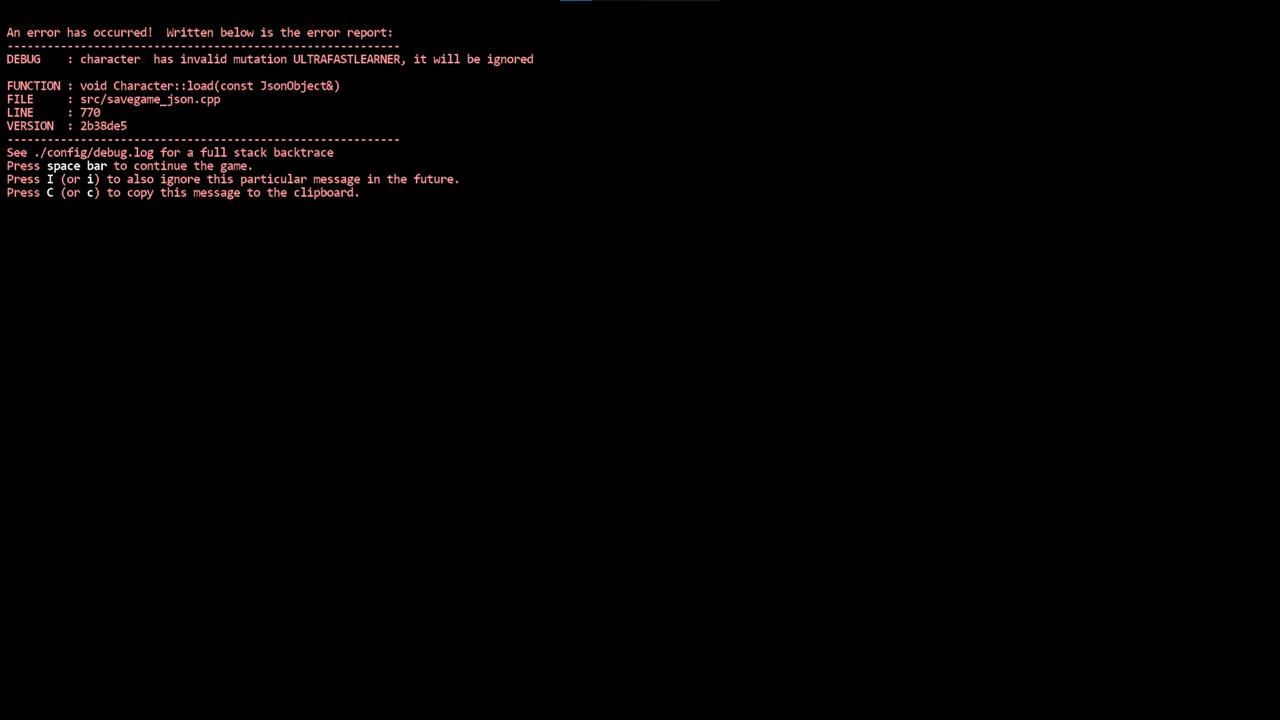 An error has occurred!  Written below is the error report:
-----------------------------------------------------------
DEBUG    : character  has invalid mutation ULTRAFASTLEARNER, it will be ignored
FUNCTION : void Character::load(const JsonObject&)
FILE     : src/savegame_json.cpp
LINE     : 770
VERSION  : 2b38de5
-----------------------------------------------------------
See ./config/debug.log for a full stack backtrace
Press space bar to continue the game.
Press I (or i) to also ignore this particular message in the future.
Press C (or c) to copy this message to the clipboard.